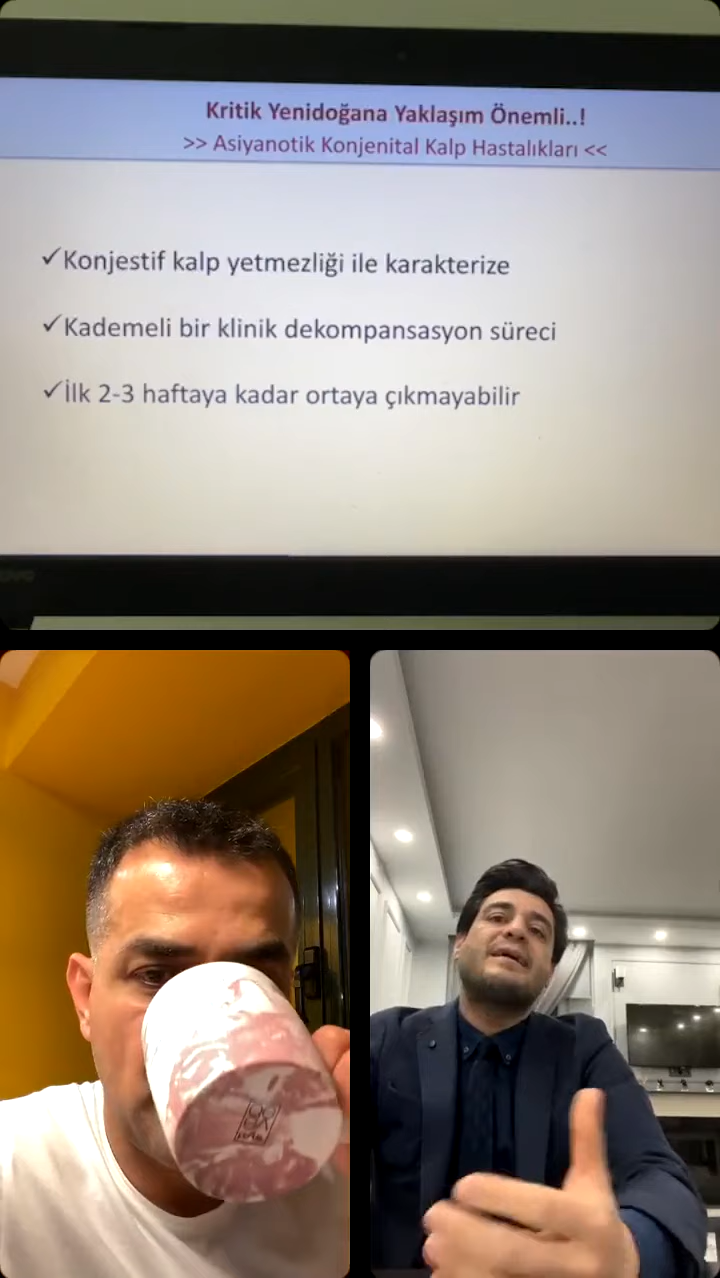 Kritik Yenidoğana Yaklaşım Önemli..!
>> Asiyanotik Konjenital Kalp Hastalıkları <<
✓Konjestif kalp yetmezliği ile karakterize
✓Kademeli bir klinik dekompansasyon süreci
✓İlk 2-3 haftaya kadar ortaya çıkmayabilir